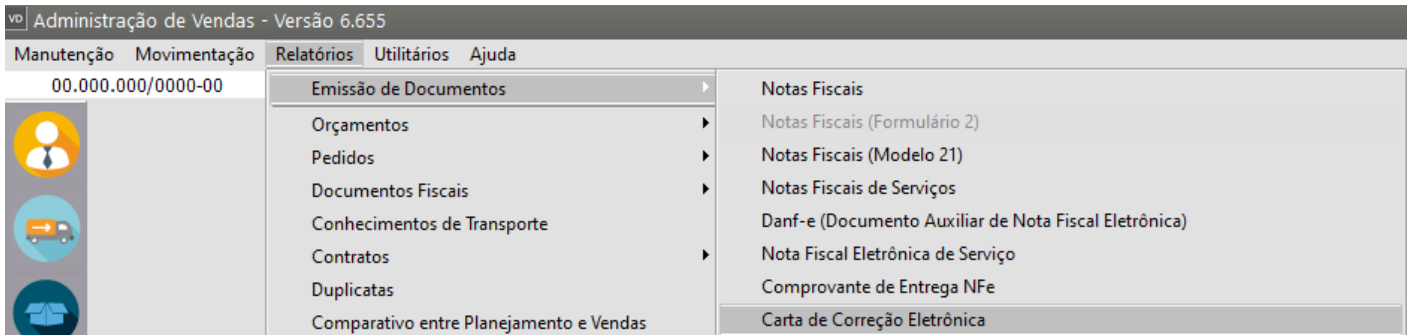 VD Administração de Vendas - Versão 6.655
Manutenção Movimentação Relatórios Utilitários Ajuda
00.000.000/0000-00
Emissão de Documentos
Orçamentos
Pedidos
Documentos Fiscais
Conhecimentos de Transporte
Contratos
Duplicatas
Comparativo entre Planejamento e Vendas
Notas Fiscais
Notas Fiscais (Formulário 2)
Notas Fiscais (Modelo 21)
Notas Fiscais de Serviços
Danf-e (Documento Auxiliar de Nota Fiscal Eletrônica)
Nota Fiscal Eletrônica de Serviço
Comprovante de Entrega NFe
Carta de Correção Eletrônica